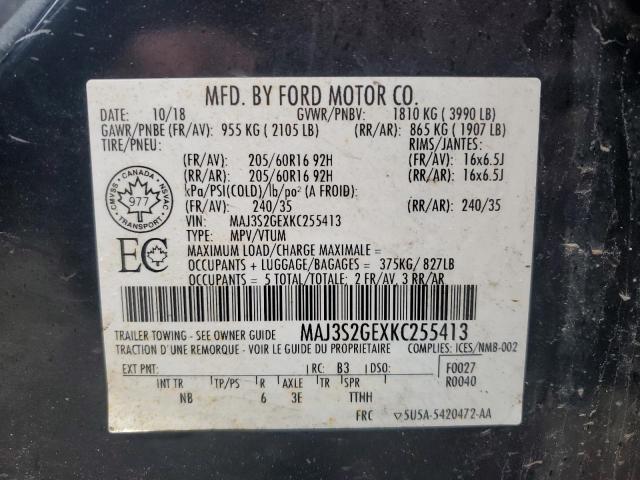 MFD. BY FORD MOTOR CO.
DATE: 10/18 GVWR/PNBV: 1810 KG ( 3990 LB)
GAWR/PNBE (FR/AV): 955 KG ( 2105 LB) (RR/AR): 865 KG ( 1907 LB)
TIRE/PNEU: RIMS/JANTES:
(FR/AV): 205/60R16 92H (FR/AV): 16x6.5J
(RR/AR): 205/60R16 92H (RR/AR): 16x6.5J
kPa/PSI(COLD)/lb/po² (A FROID):
(FR/AV): 240/35 (RR/AR): 240/35
VIN: MAJ3S2GEXKC255413
TYPE: MPV/VTUM
CMVSS CANADA NSVAC
977
TRANSPORT
EC
MAXIMUM LOAD/CHARGE MAXIMALE =
OCCUPANTS + LUGGAGE/BAGAGES = 375KG/ 827LB
OCCUPANTS = 5 TOTAL/TOTALE; 2 FR/AV, 3 RR/AR
TRAILER TOWING - SEE OWNER GUIDE MAJ3S2GEXKC255413
TRACTION D'UNE REMORQUE - VOIR LE GUIDE COMPLIES: ICES/NMB-002
EXT PNT: RC: B3 DSO: F0027
R0040
INT TR TP/PS R AXLE TR SPR
NB 6 3E TTHH
FRC ▽5U5A-5420472-AA